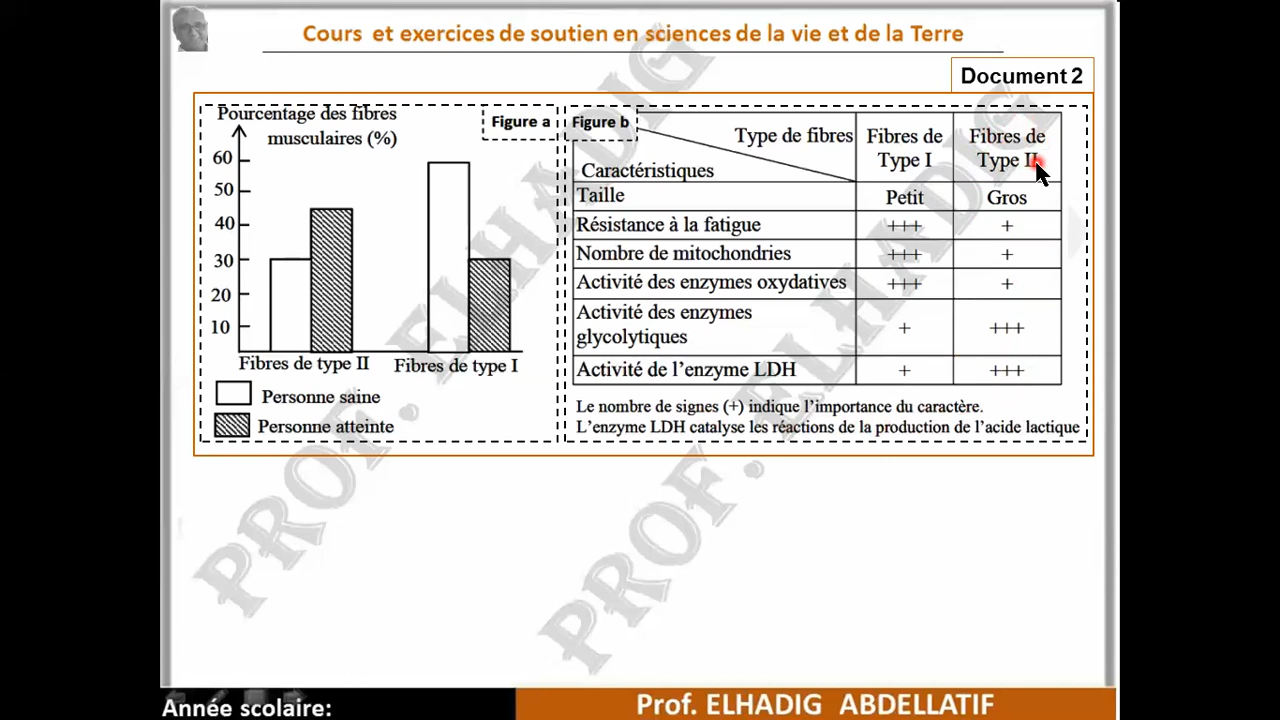 Cours et exercices de soutien en sciences de la vie et de la Terre
Document 2
Pourcentage des fibres
musculaires (%)
Figure a
60
50
40
30
20
10
Fibres de type II
Fibres de type I
Personne saine
Personne atteinte
Figure b
Type de fibres
Caractéristiques
Fibres de
Type I
Fibres de
Type II
Taille
Petit
Gros
Résistance à la fatigue
+++
+
Nombre de mitochondries
+++
+
Activité des enzymes oxydatives
+++
+
Activité des enzymes
glycolytiques
+
+++
Activité de l'enzyme LDH
+
+++
Le nombre de signes (+) indique l'importance du caractère.
L'enzyme LDH catalyse les réactions de la production de l'acide lactique
PROF. ELHADIG
PROF. ELHADIG
Année scolaire:
Prof. ELHADIG ABDELLATIF